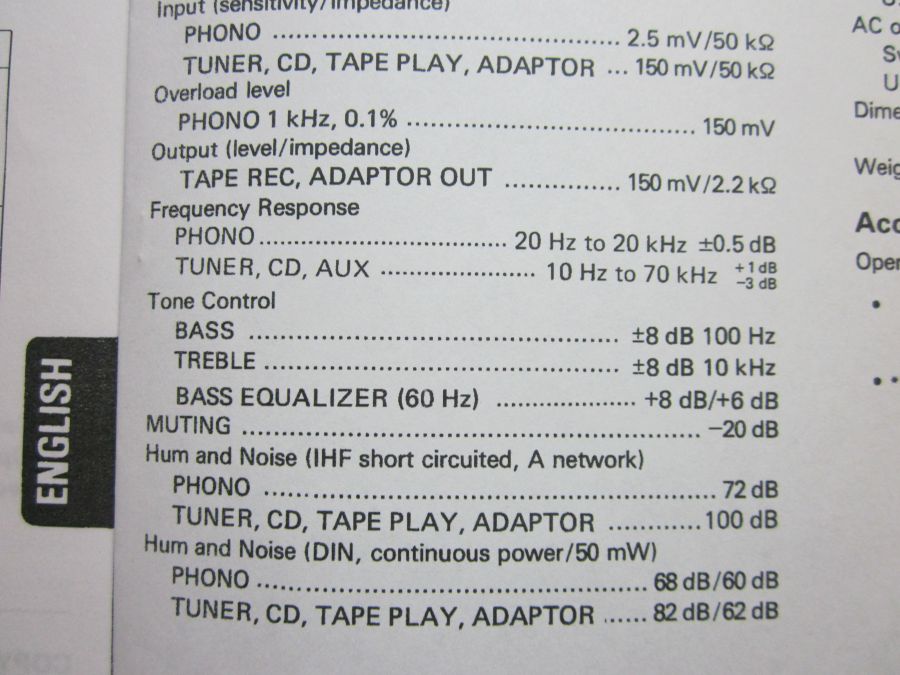 Input (sensitivity/impedance)
PHONO ................................................ 2.5 mV/50 kΩ
TUNER, CD, TAPE PLAY, ADAPTOR ... 150 mV/50 kΩ
Overload level
PHONO 1 kHz, 0.1% ...................................... 150 mV
Output (level/impedance)
TAPE REC, ADAPTOR OUT ............... 150 mV/2.2 kΩ
Frequency Response
PHONO.................................. 20 Hz to 20 kHz ±0.5 dB
TUNER, CD, AUX ..................... 10 Hz to 70 kHz +1 dB −3 dB
Tone Control
BASS ................................................. ±8 dB 100 Hz
TREBLE ............................................... ±8 dB 10 kHz
BASS EQUALIZER (60 Hz) ................... +8 dB/+6 dB
MUTING ............................................................. −20 dB
Hum and Noise (IHF short circuited, A network)
PHONO ............................................................ 72 dB
TUNER, CD, TAPE PLAY, ADAPTOR ............ 100 dB
Hum and Noise (DIN, continuous power/50 mW)
PHONO .................................................. 68 dB/60 dB
TUNER, CD, TAPE PLAY, ADAPTOR ...... 82 dB/62 dB
ENGLISH
AC